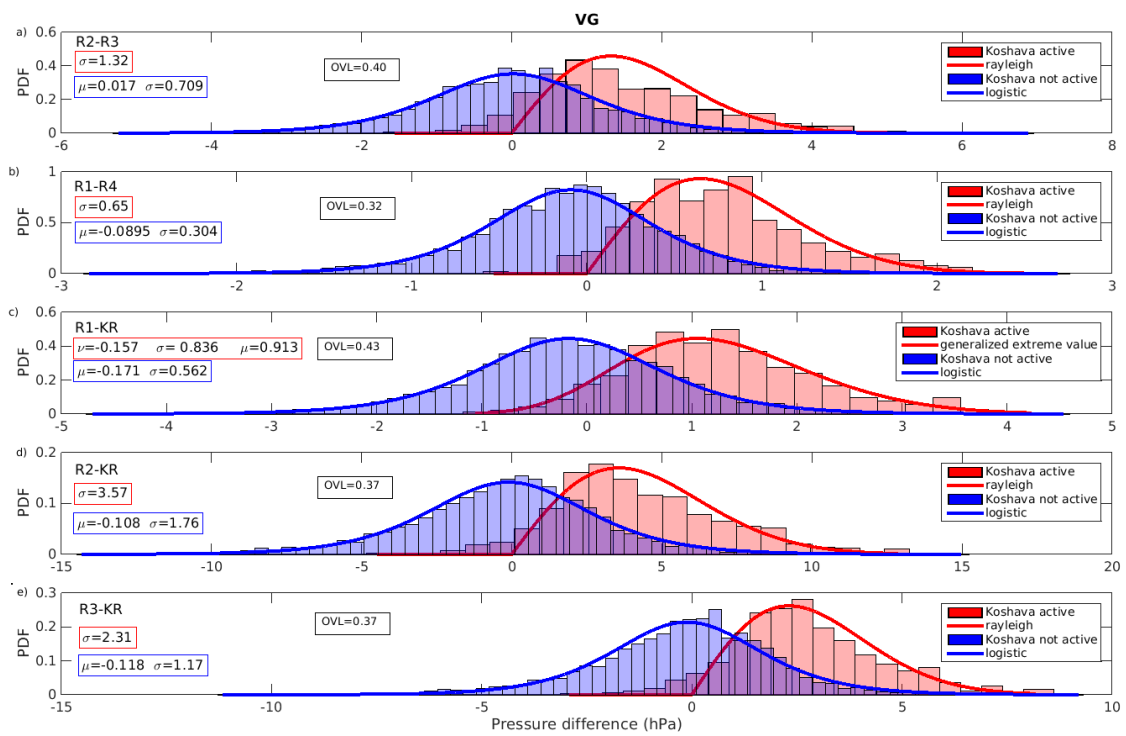 VG
a)
R2-R3
σ=1.32
μ=0.017 σ=0.709
OVL=0.40
Koshava active
rayleigh
Koshava not active
logistic
PDF
0.6
0.4
0.2
0
-6 -4 -2 0 2 4 6 8
b)
R1-R4
σ=0.65
μ=-0.0895 σ=0.304
OVL=0.32
Koshava active
rayleigh
Koshava not active
logistic
PDF
1
0.5
0
-3 -2 -1 0 1 2 3
c)
R1-KR
ν=-0.157 σ= 0.836 μ=0.913
μ=-0.171 σ=0.562
OVL=0.43
Koshava active
generalized extreme value
Koshava not active
logistic
PDF
0.6
0.4
0.2
0
-5 -4 -3 -2 -1 0 1 2 3 4 5
d)
R2-KR
σ=3.57
μ=-0.108 σ=1.76
OVL=0.37
Koshava active
rayleigh
Koshava not active
logistic
PDF
0.2
0.1
0
-15 -10 -5 0 5 10 15 20
e)
R3-KR
σ=2.31
μ=-0.118 σ=1.17
OVL=0.37
Koshava active
rayleigh
Koshava not active
logistic
PDF
0.3
0.2
0.1
0
-15 -10 -5 0 5 10
Pressure difference (hPa)